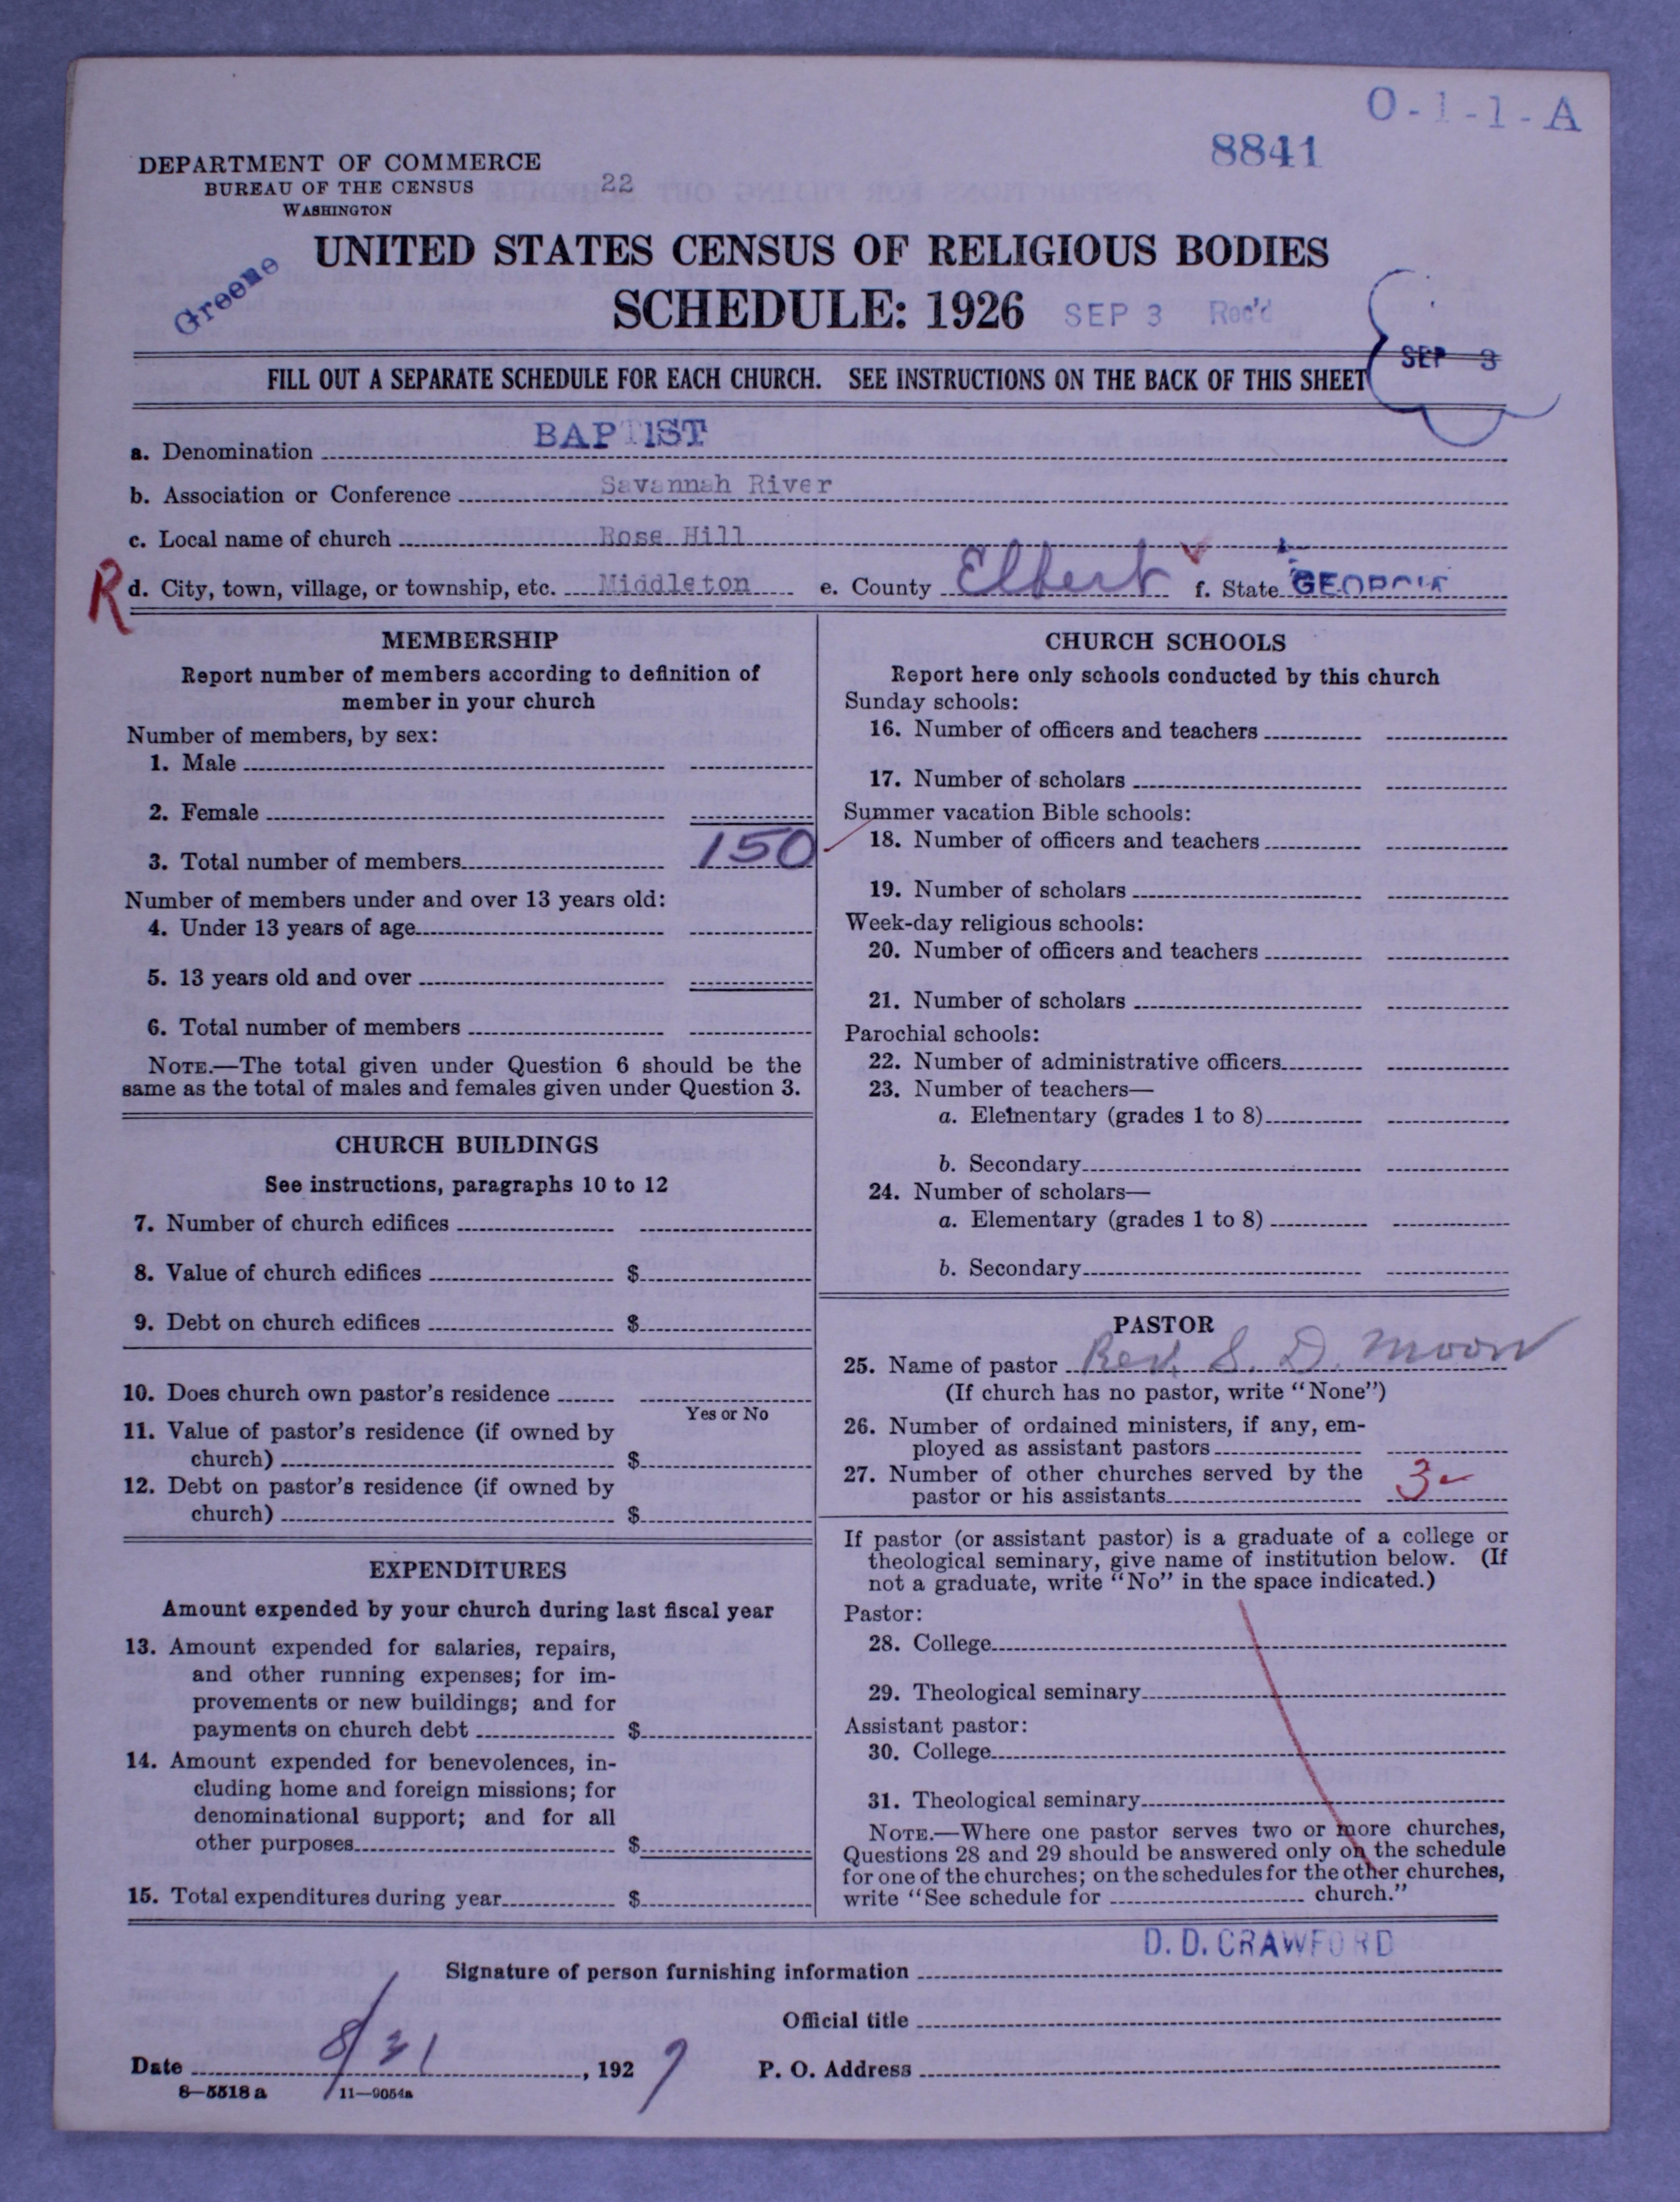 O-1-1-A
8841
DEPARTMENT OF COMMERCE
BUREAU OF THE CENSUS
WASHINGTON
22
Greene
UNITED STATES CENSUS OF RELIGIOUS BODIES
SCHEDULE: 1926
SEP 3 Rec'd
SEP 3
FILL OUT A SEPARATE SCHEDULE FOR EACH CHURCH. SEE INSTRUCTIONS ON THE BACK OF THIS SHEET
a. Denomination BAPTIST
b. Association or Conference Savannah River
c. Local name of church Rose Hill
R d. City, town, village, or township, etc. Middleton e. County Elbert f. State GEORGIA
MEMBERSHIP
Report number of members according to definition of
member in your church
Number of members, by sex:
1. Male
2. Female
3. Total number of members 150
Number of members under and over 13 years old:
4. Under 13 years of age
5. 13 years old and over
6. Total number of members
NOTE.—The total given under Question 6 should be the
same as the total of males and females given under Question 3.
CHURCH BUILDINGS
See instructions, paragraphs 10 to 12
7. Number of church edifices
8. Value of church edifices $
9. Debt on church edifices $
10. Does church own pastor's residence
Yes or No
11. Value of pastor's residence (if owned by
church) $
12. Debt on pastor's residence (if owned by
church) $
EXPENDITURES
Amount expended by your church during last fiscal year
13. Amount expended for salaries, repairs,
and other running expenses; for im-
provements or new buildings; and for
payments on church debt $
14. Amount expended for benevolences, in-
cluding home and foreign missions; for
denominational support; and for all
other purposes $
15. Total expenditures during year $
CHURCH SCHOOLS
Report here only schools conducted by this church
Sunday schools:
16. Number of officers and teachers
17. Number of scholars
Summer vacation Bible schools:
18. Number of officers and teachers
19. Number of scholars
Week-day religious schools:
20. Number of officers and teachers
21. Number of scholars
Parochial schools:
22. Number of administrative officers
23. Number of teachers—
a. Elementary (grades 1 to 8)
b. Secondary
24. Number of scholars—
a. Elementary (grades 1 to 8)
b. Secondary
PASTOR
25. Name of pastor Rev. S. D. Moon
(If church has no pastor, write "None")
26. Number of ordained ministers, if any, em-
ployed as assistant pastors
27. Number of other churches served by the
pastor or his assistants 3
If pastor (or assistant pastor) is a graduate of a college or
theological seminary, give name of institution below. (If
not a graduate, write "No" in the space indicated.)
Pastor:
28. College
29. Theological seminary
Assistant pastor:
30. College
31. Theological seminary
NOTE.—Where one pastor serves two or more churches,
Questions 28 and 29 should be answered only on the schedule
for one of the churches; on the schedules for the other churches,
write "See schedule for church."
D. D. CRAWFORD
Signature of person furnishing information
Official title
Date 8/31, 1927 P. O. Address
8—5518 a 11—9054a